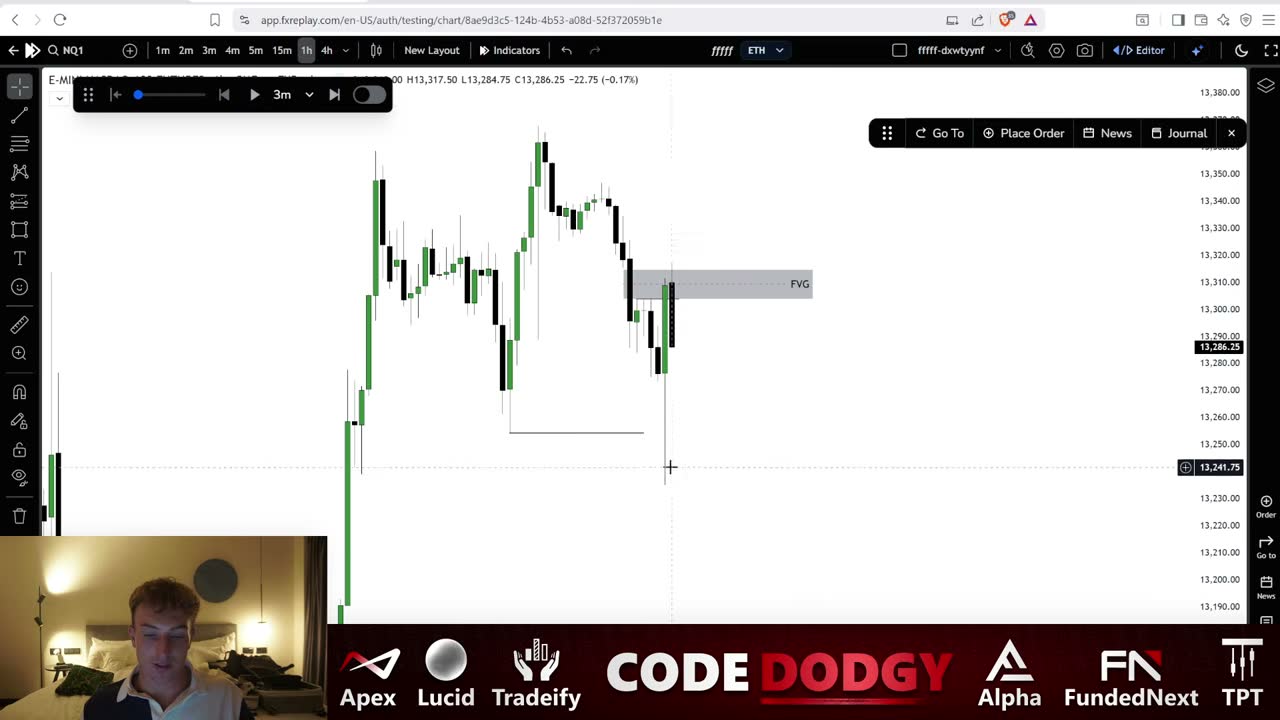 app.fxreplay.com/en-US/auth/testing/chart/8ae9d3c5-124b-4b53-a08d-52f372059b1e
NQ1 1m 2m 3m 4m 5m 15m 1h 4h New Layout Indicators fffff ETH fffff-dxwtyynf Editor
H13,317.50 L13,284.75 C13,286.25 −22.75 (−0.17%)
3m
Go To Place Order News Journal
13,380.00
13,350.00
13,340.00
13,330.00
13,320.00
13,310.00
13,300.00
13,290.00
13,286.25
13,280.00
13,270.00
13,260.00
13,250.00
13,241.75
13,230.00
13,220.00
13,210.00
13,200.00
13,190.00
FVG
Order
Go to
News
Apex Lucid Tradeify CODE DODGY Alpha FN FundedNext TPT